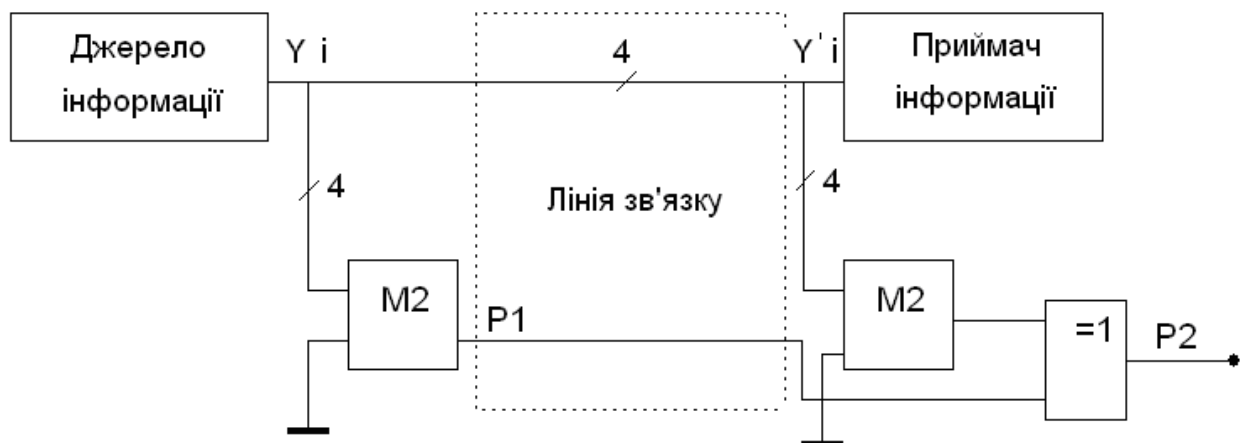 Джерело
інформації
Y i
4
Y' i
Приймач
інформації
4
Лінія зв'язку
4
M2
P1
M2
=1
P2